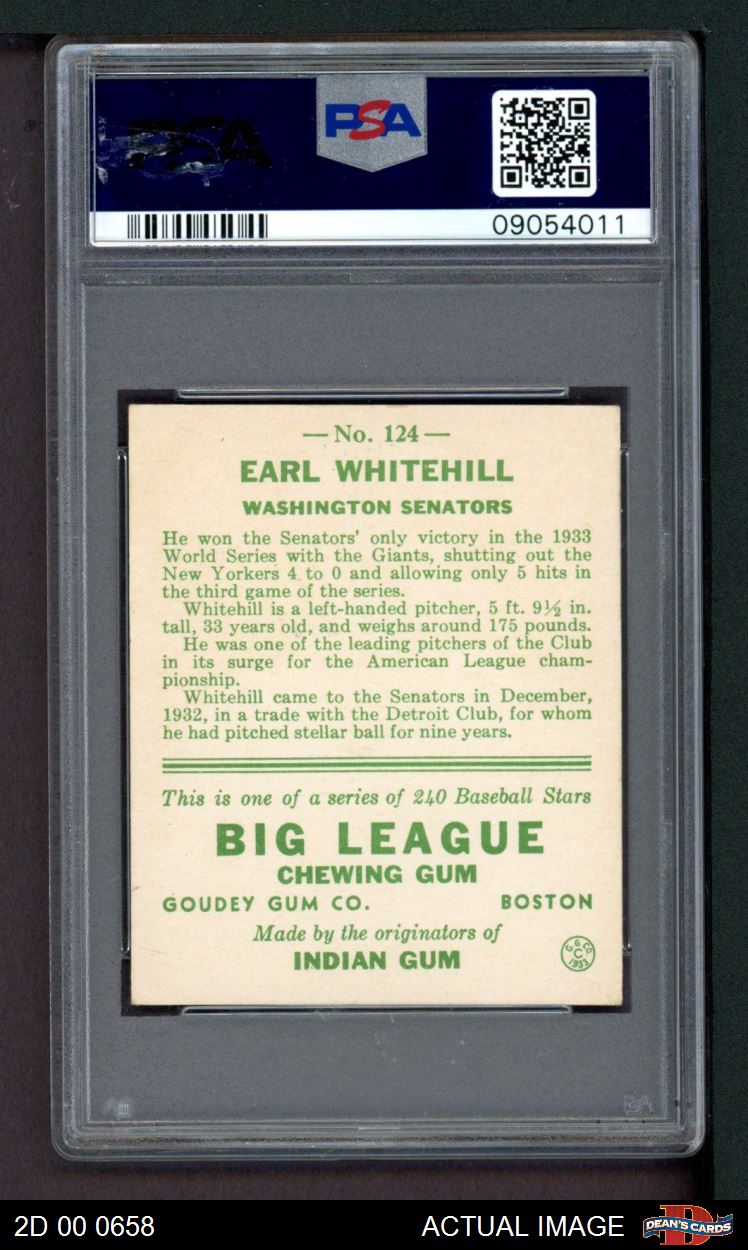 PSA
PSA
09054011
— No. 124 —
EARL WHITEHILL
WASHINGTON SENATORS
He won the Senators' only victory in the 1933
World Series with the Giants, shutting out the
New Yorkers 4 to 0 and allowing only 5 hits in
the third game of the series.
Whitehill is a left-handed pitcher, 5 ft. 9½ in.
tall, 33 years old, and weighs around 175 pounds.
He was one of the leading pitchers of the Club
in its surge for the American League cham-
pionship.
Whitehill came to the Senators in December,
1932, in a trade with the Detroit Club, for whom
he had pitched stellar ball for nine years.
This is one of a series of 240 Baseball Stars
BIG LEAGUE
CHEWING GUM
GOUDEY GUM CO. BOSTON
Made by the originators of
INDIAN GUM
G. G. CO.
C
1933
PSA
2D 00 0658 ACTUAL IMAGE DEAN'S CARDS